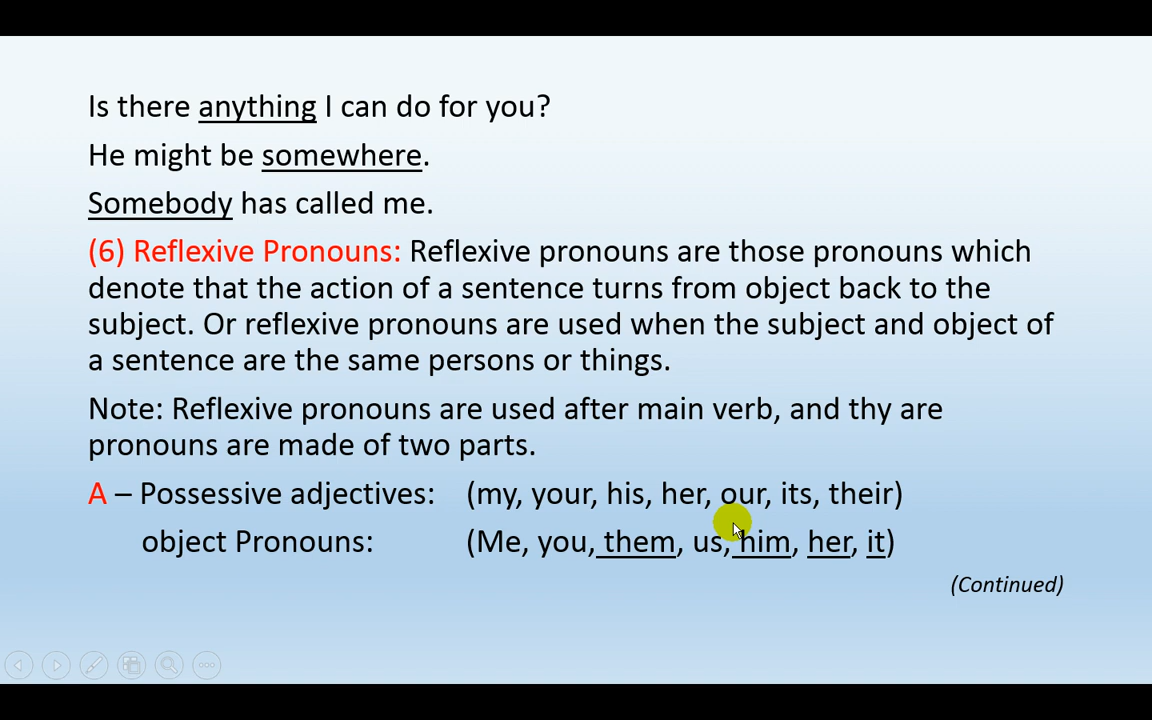 Is there anything I can do for you?
He might be somewhere.
Somebody has called me.
(6) Reflexive Pronouns: Reflexive pronouns are those pronouns which
denote that the action of a sentence turns from object back to the
subject. Or reflexive pronouns are used when the subject and object of
a sentence are the same persons or things.
Note: Reflexive pronouns are used after main verb, and thy are
pronouns are made of two parts.
A – Possessive adjectives: (my, your, his, her, our, its, their)
object Pronouns: (Me, you, them, us, him, her, it)
(Continued)